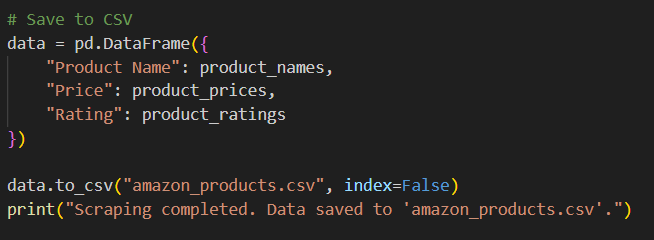 # Save to CSV
data = pd.DataFrame({
    "Product Name": product_names,
    "Price": product_prices,
    "Rating": product_ratings
})

data.to_csv("amazon_products.csv", index=False)
print("Scraping completed. Data saved to 'amazon_products.csv'.")